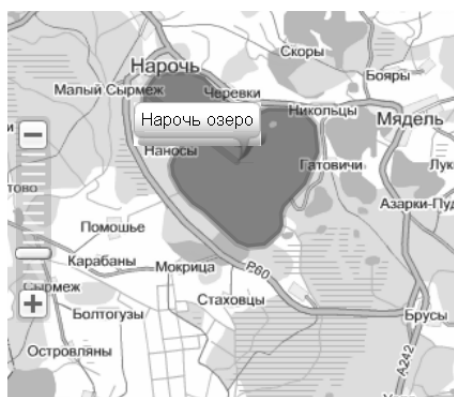 Скоры
Нарочь
Бояры
Малый Сырмеж
Черевки
Никольцы
Мядель
Нарочь озеро
Наносы
Гатовичи
Азарки-Пуд
Помошье
Карабаны
Мокрица
Р60
Сырмеж
Стаховцы
Болтогузы
Брусы
Островляны
А242